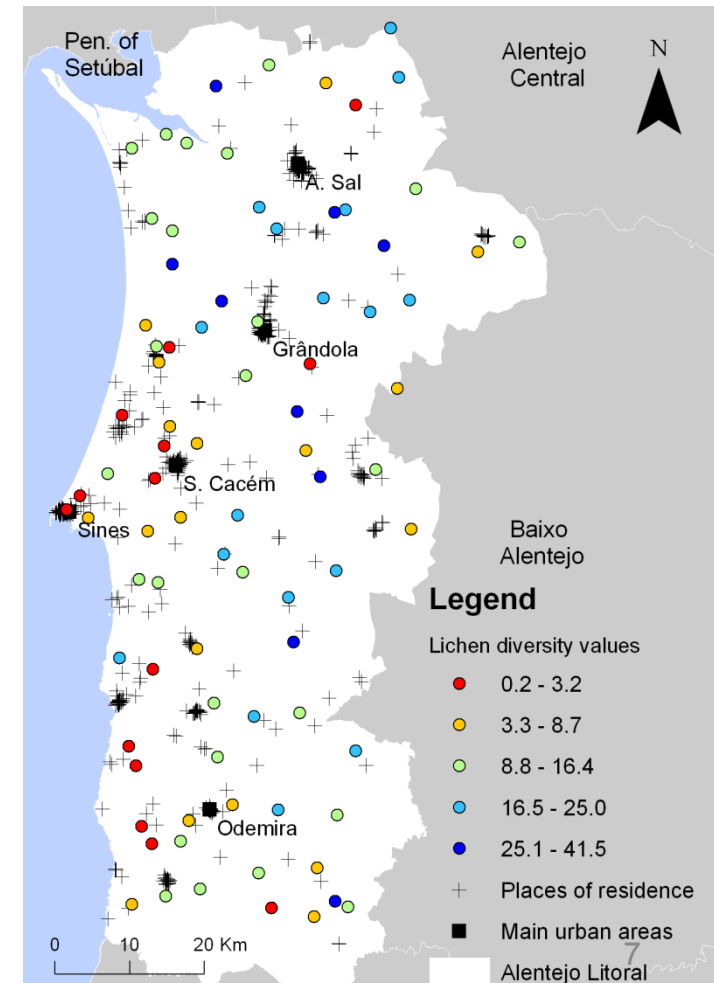 Pen. of
Setúbal
Alentejo
Central
N
A. Sal
Grândola
S. Cacém
Sines
Baixo
Alentejo
Odemira
Legend
Lichen diversity values
0.2 - 3.2
3.3 - 8.7
8.8 - 16.4
16.5 - 25.0
25.1 - 41.5
Places of residence
Main urban areas
Alentejo Litoral
0 10 20 Km
7